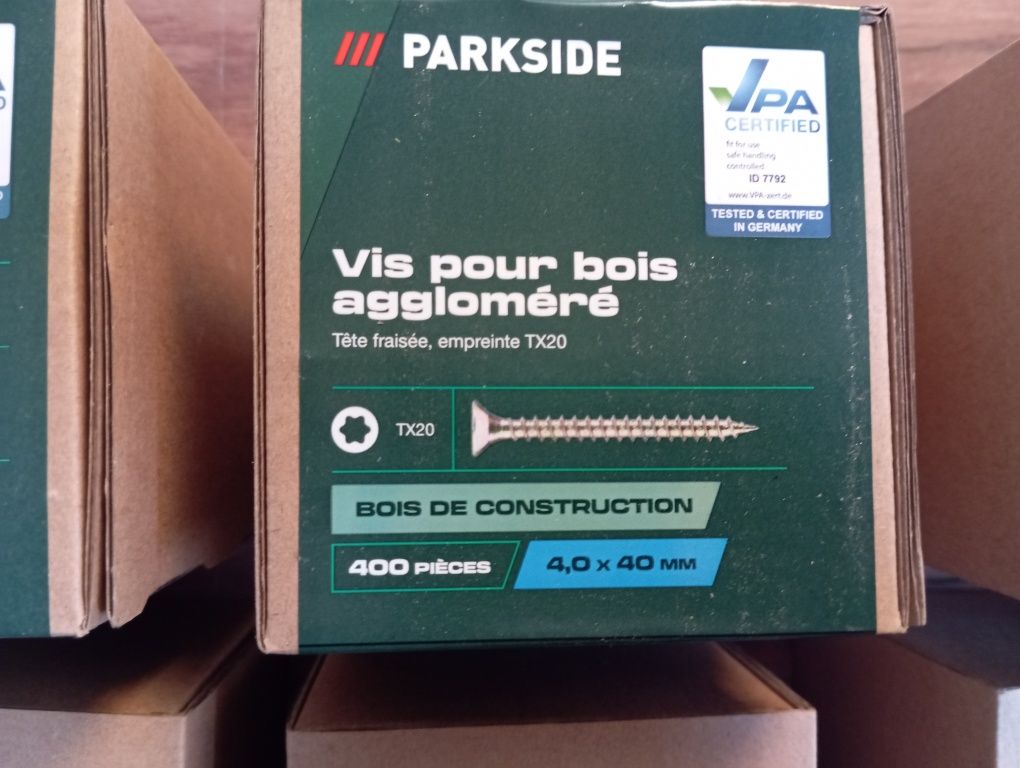 PARKSIDE
VPA
CERTIFIED
fit for use
safe handling
controlled
ID 7792
www.VPA-zert.de
TESTED & CERTIFIED
IN GERMANY
Vis pour bois
aggloméré
Tête fraisée, empreinte TX20
TX20
BOIS DE CONSTRUCTION
400 PIÈCES
4,0 x 40 MM